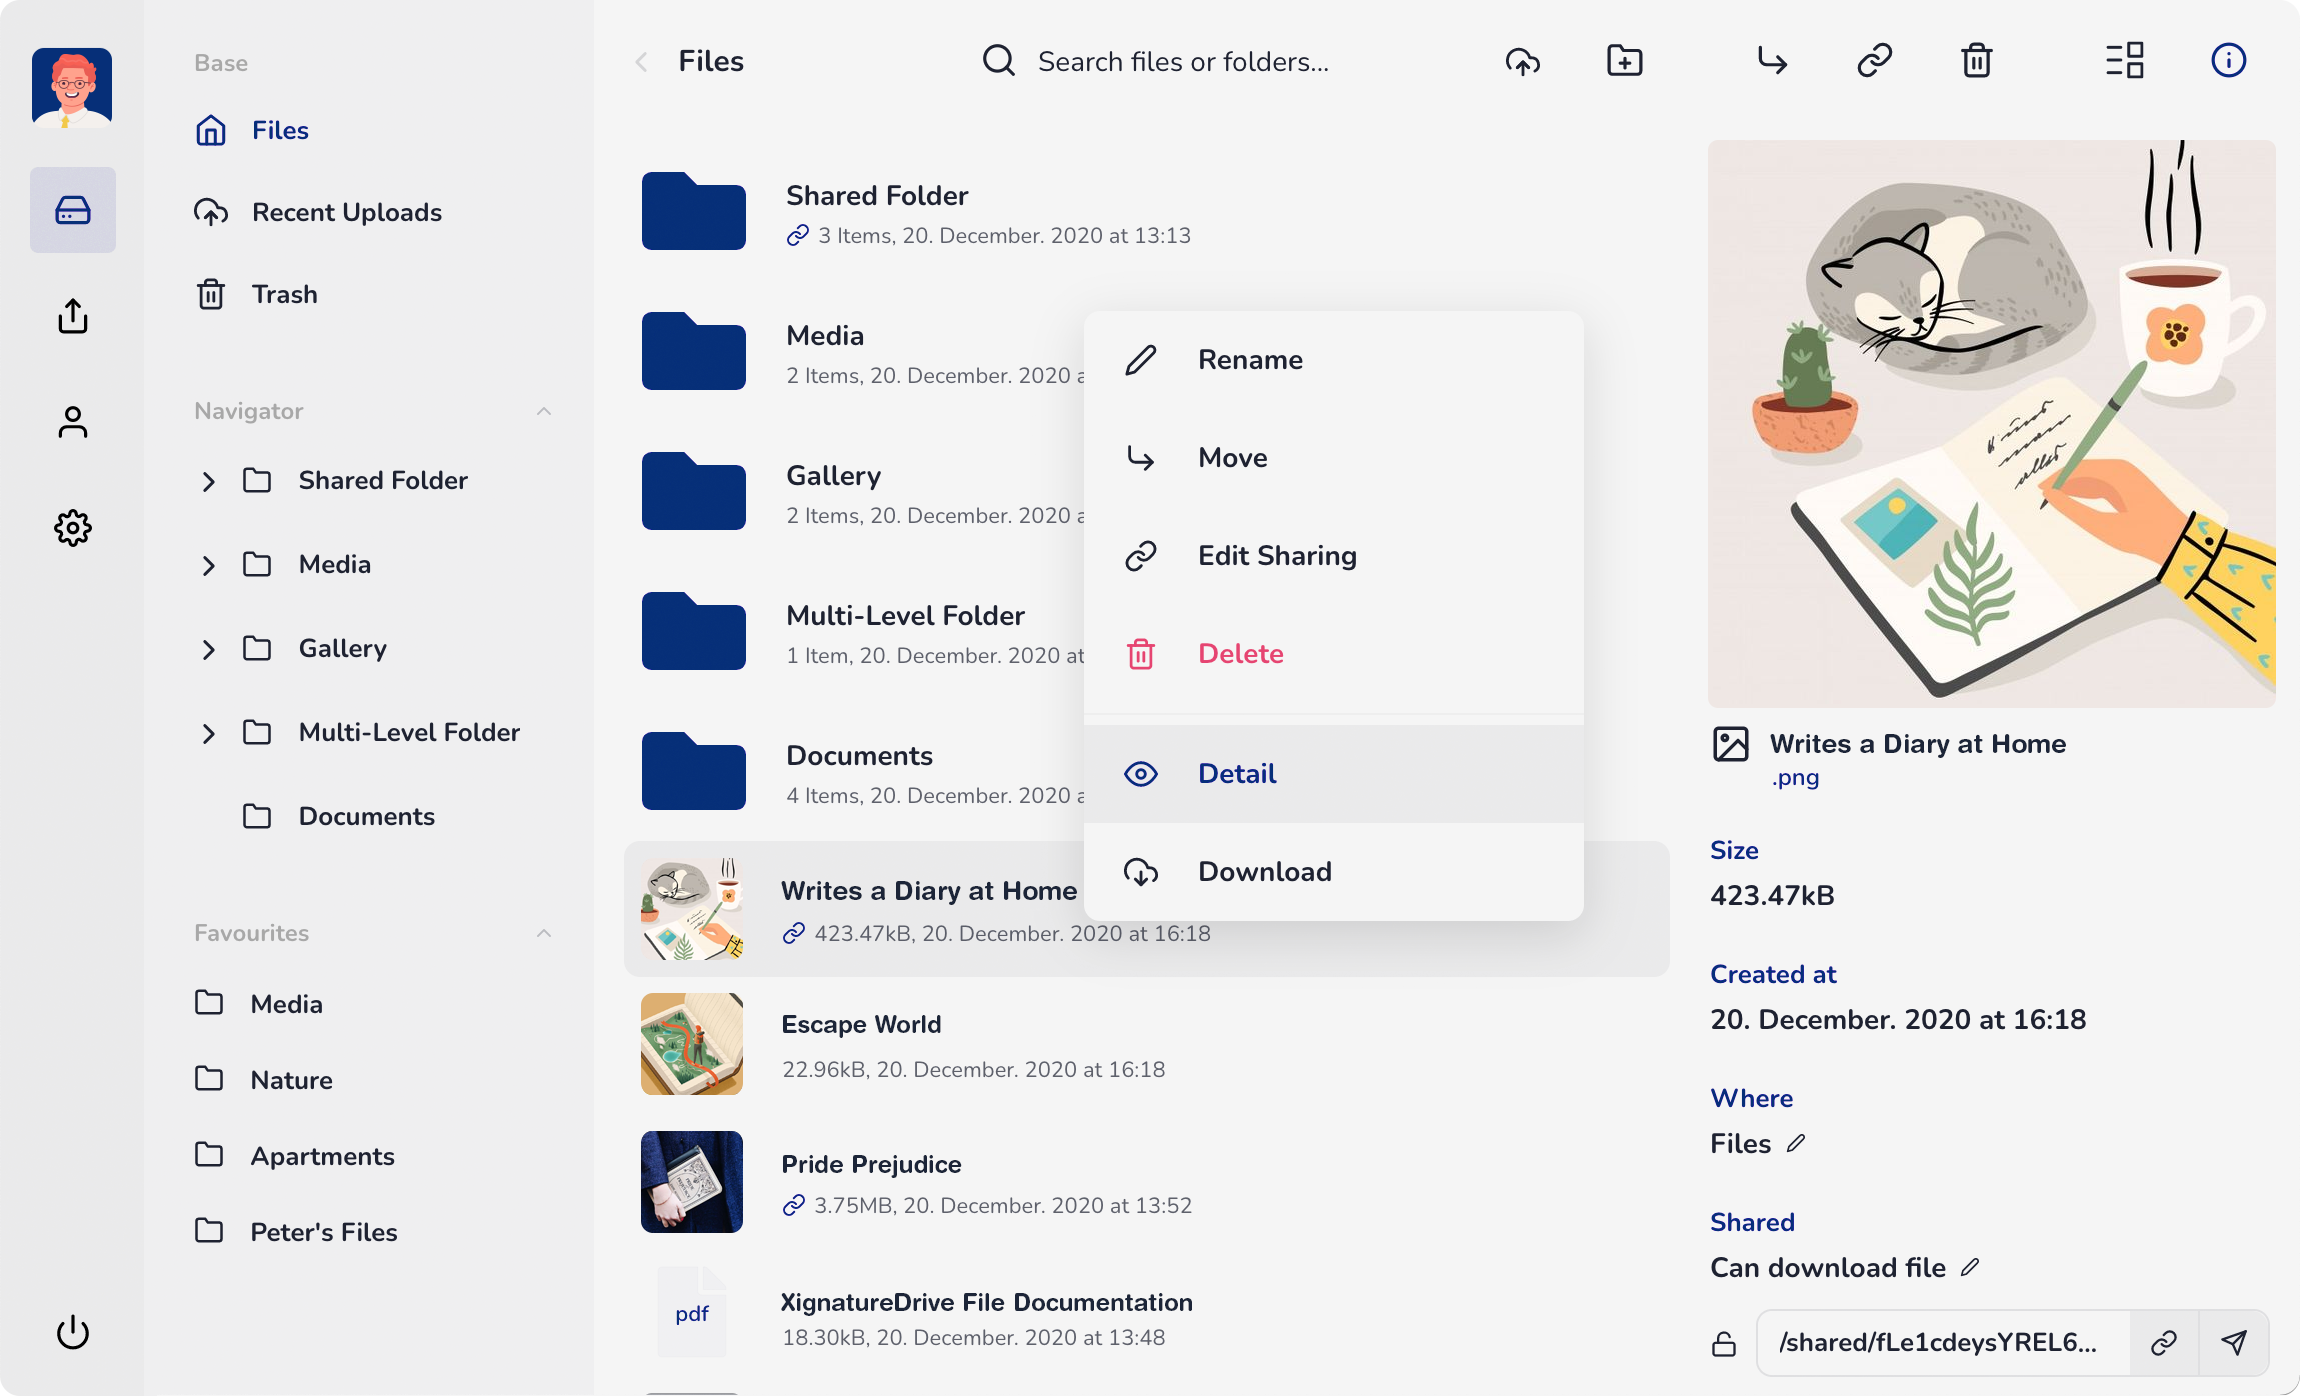 Base
Files
Recent Uploads
Trash
Navigator
Shared Folder
Media
Gallery
Multi-Level Folder
Documents
Favourites
Media
Nature
Apartments
Peter's Files
Files
Search files or folders...
Shared Folder
3 Items, 20. December. 2020 at 13:13
Media
2 Items, 20. December. 2020 a
Gallery
2 Items, 20. December. 2020 a
Multi-Level Folder
1 Item, 20. December. 2020 at
Documents
4 Items, 20. December. 2020 a
Writes a Diary at Home
423.47kB, 20. December. 2020 at 16:18
Escape World
22.96kB, 20. December. 2020 at 16:18
Pride Prejudice
3.75MB, 20. December. 2020 at 13:52
pdf
XignatureDrive File Documentation
18.30kB, 20. December. 2020 at 13:48
Rename
Move
Edit Sharing
Delete
Detail
Download
Writes a Diary at Home
.png
Size
423.47kB
Created at
20. December. 2020 at 16:18
Where
Files
Shared
Can download file
/shared/fLe1cdeysYREL6...